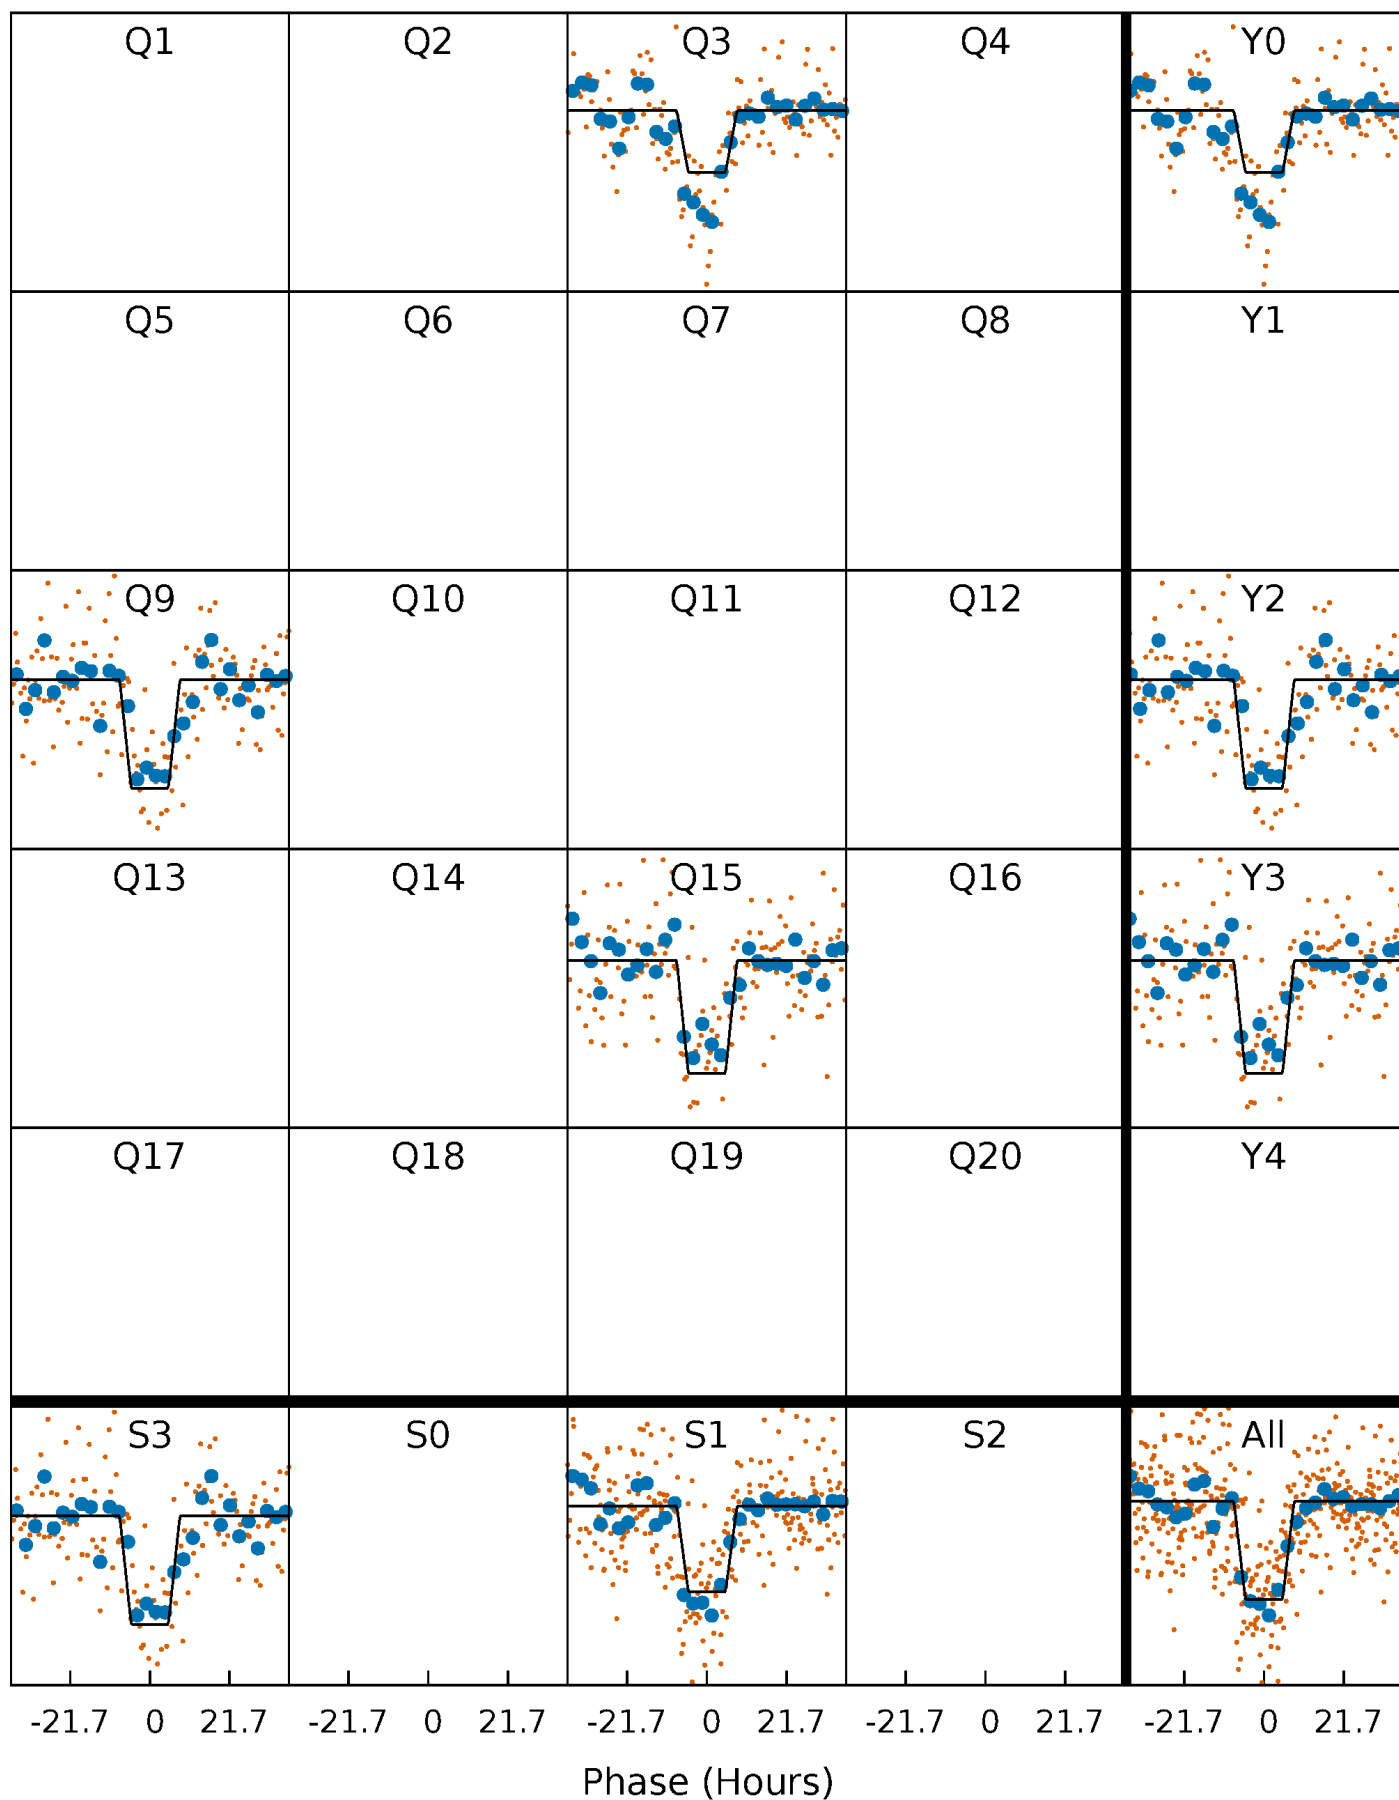 Q1 Q2 Q3 Q4 Y0
Q5 Q6 Q7 Q8 Y1
Q9 Q10 Q11 Q12 Y2
Q13 Q14 Q15 Q16 Y3
Q17 Q18 Q19 Q20 Y4
S3 S0 S1 S2 All
-21.7 0 21.7 -21.7 0 21.7 -21.7 0 21.7 -21.7 0 21.7 -21.7 0 21.7
Phase (Hours)